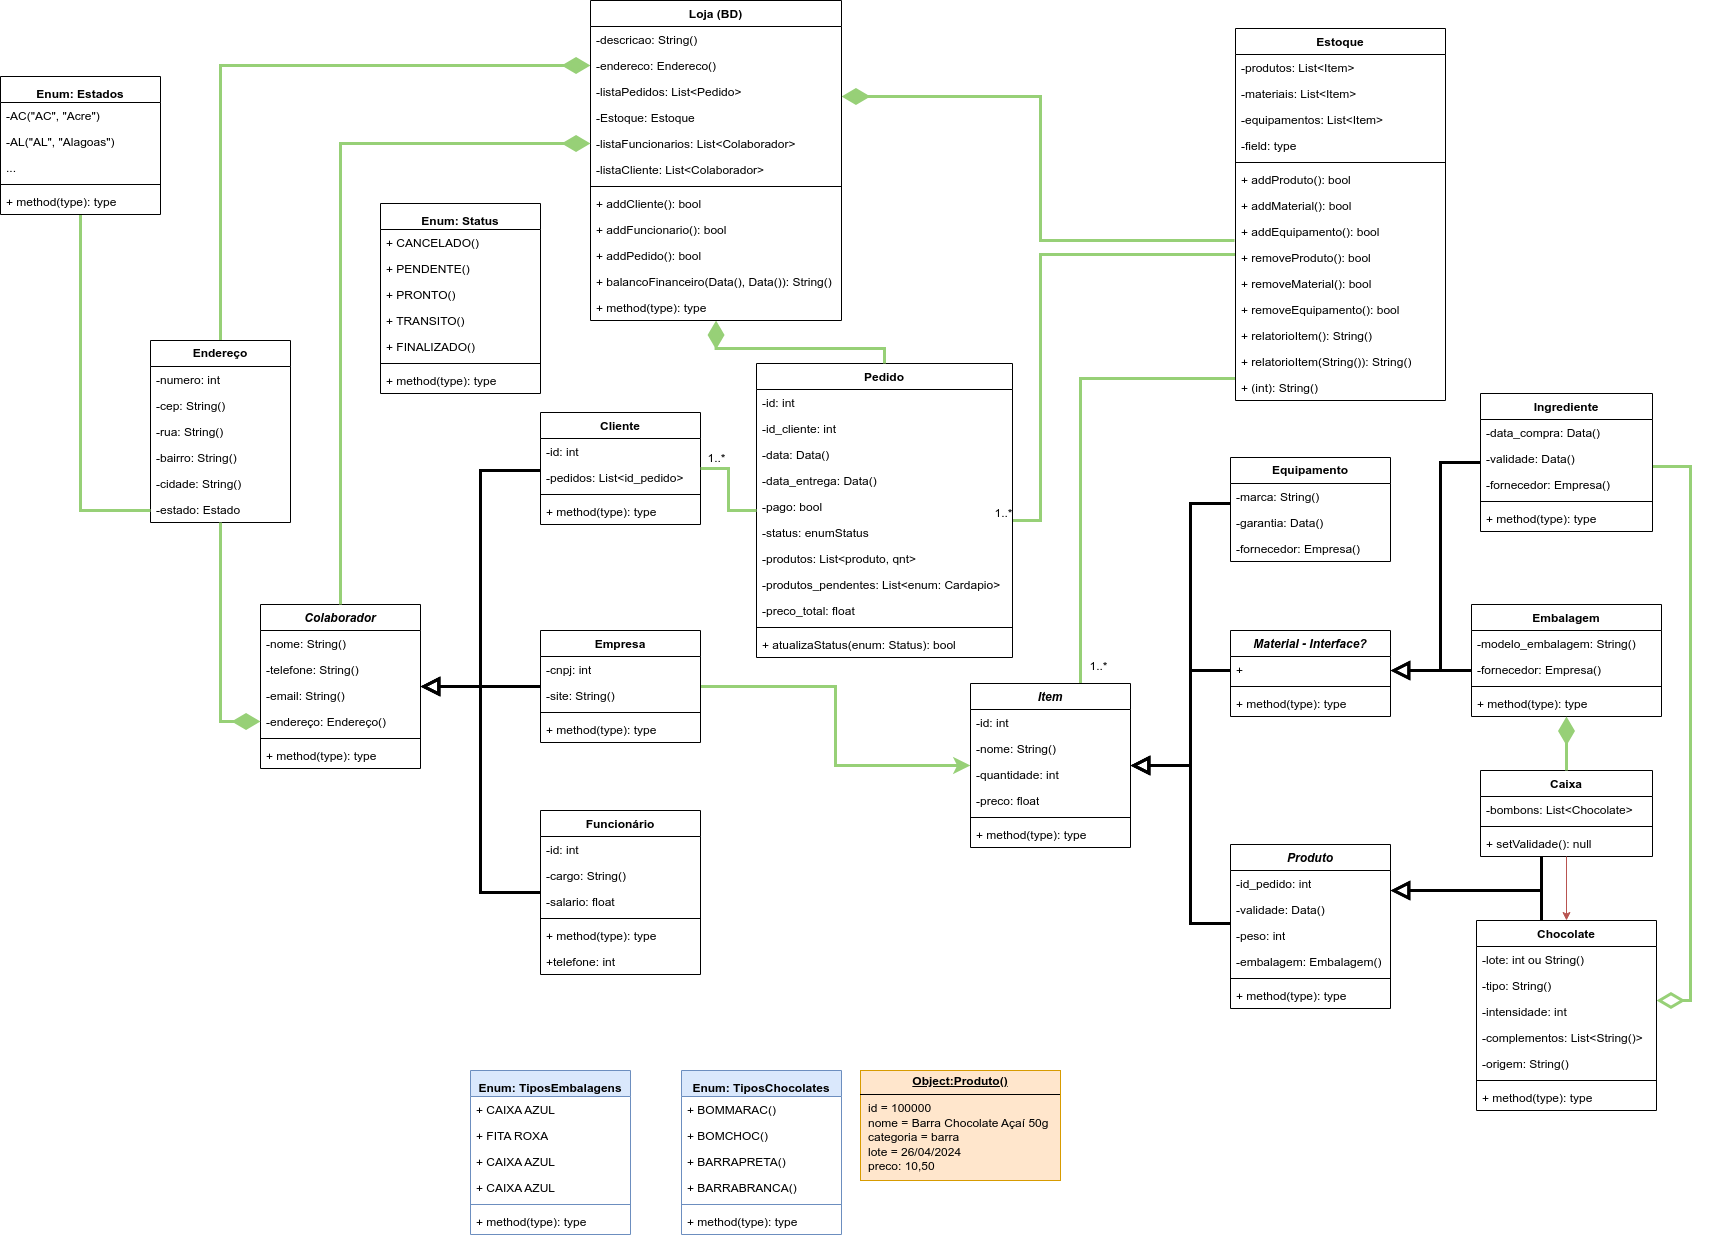 Loja (BD)
-descricao: String()
-endereco: Endereco()
-listaPedidos: List<Pedido>
-Estoque: Estoque
-listaFuncionarios: List<Colaborador>
-listaCliente: List<Colaborador>
+ addCliente(): bool
+ addFuncionario(): bool
+ addPedido(): bool
+ balancoFinanceiro(Data(), Data()): String()
+ method(type): type
Estoque
-produtos: List<Item>
-materiais: List<Item>
-equipamentos: List<Item>
-field: type
+ addProduto(): bool
+ addMaterial(): bool
+ addEquipamento(): bool
+ removeProduto(): bool
+ removeMaterial(): bool
+ removeEquipamento(): bool
+ relatorioItem(): String()
+ relatorioItem(String()): String()
+ (int): String()
Enum: Estados
-AC("AC", "Acre")
-AL("AL", "Alagoas")
...
+ method(type): type
Enum: Status
+ CANCELADO()
+ PENDENTE()
+ PRONTO()
+ TRANSITO()
+ FINALIZADO()
+ method(type): type
Endereço
-numero: int
-cep: String()
-rua: String()
-bairro: String()
-cidade: String()
-estado: Estado
Cliente
-id: int
-pedidos: List<id_pedido>
+ method(type): type
1..*
Pedido
-id: int
-id_cliente: int
-data: Data()
-data_entrega: Data()
-pago: bool
-status: enumStatus
-produtos: List<produto, qnt>
-produtos_pendentes: List<enum: Cardapio>
-preco_total: float
+ atualizaStatus(enum: Status): bool
1..*
Ingrediente
-data_compra: Data()
-validade: Data()
-fornecedor: Empresa()
+ method(type): type
Equipamento
-marca: String()
-garantia: Data()
-fornecedor: Empresa()
Colaborador
-nome: String()
-telefone: String()
-email: String()
-endereço: Endereço()
+ method(type): type
Empresa
-cnpj: int
-site: String()
+ method(type): type
Material - Interface?
+
+ method(type): type
Embalagem
-modelo_embalagem: String()
-fornecedor: Empresa()
+ method(type): type
1..*
Item
-id: int
-nome: String()
-quantidade: int
-preco: float
+ method(type): type
Caixa
-bombons: List<Chocolate>
+ setValidade(): null
Funcionário
-id: int
-cargo: String()
-salario: float
+ method(type): type
+telefone: int
Produto
-id_pedido: int
-validade: Data()
-peso: int
-embalagem: Embalagem()
+ method(type): type
Chocolate
-lote: int ou String()
-tipo: String()
-intensidade: int
-complementos: List<String()>
-origem: String()
+ method(type): type
Enum: TiposEmbalagens
+ CAIXA AZUL
+ FITA ROXA
+ CAIXA AZUL
+ CAIXA AZUL
+ method(type): type
Enum: TiposChocolates
+ BOMMARAC()
+ BOMCHOC()
+ BARRAPRETA()
+ BARRABRANCA()
+ method(type): type
Object:Produto()
id = 100000
nome = Barra Chocolate Açaí 50g
categoria = barra
lote = 26/04/2024
preco: 10,50